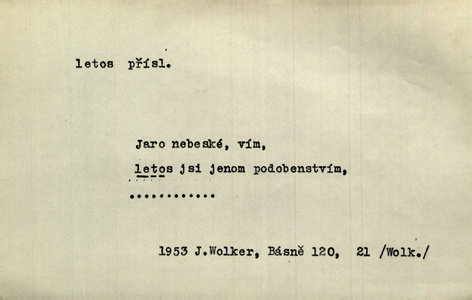 letos přísl.
Jaro nebeské, vím,
letos jsi jenom podobenstvím,
............
1953 J.Wolker, Básně 120, 21 /Wolk./